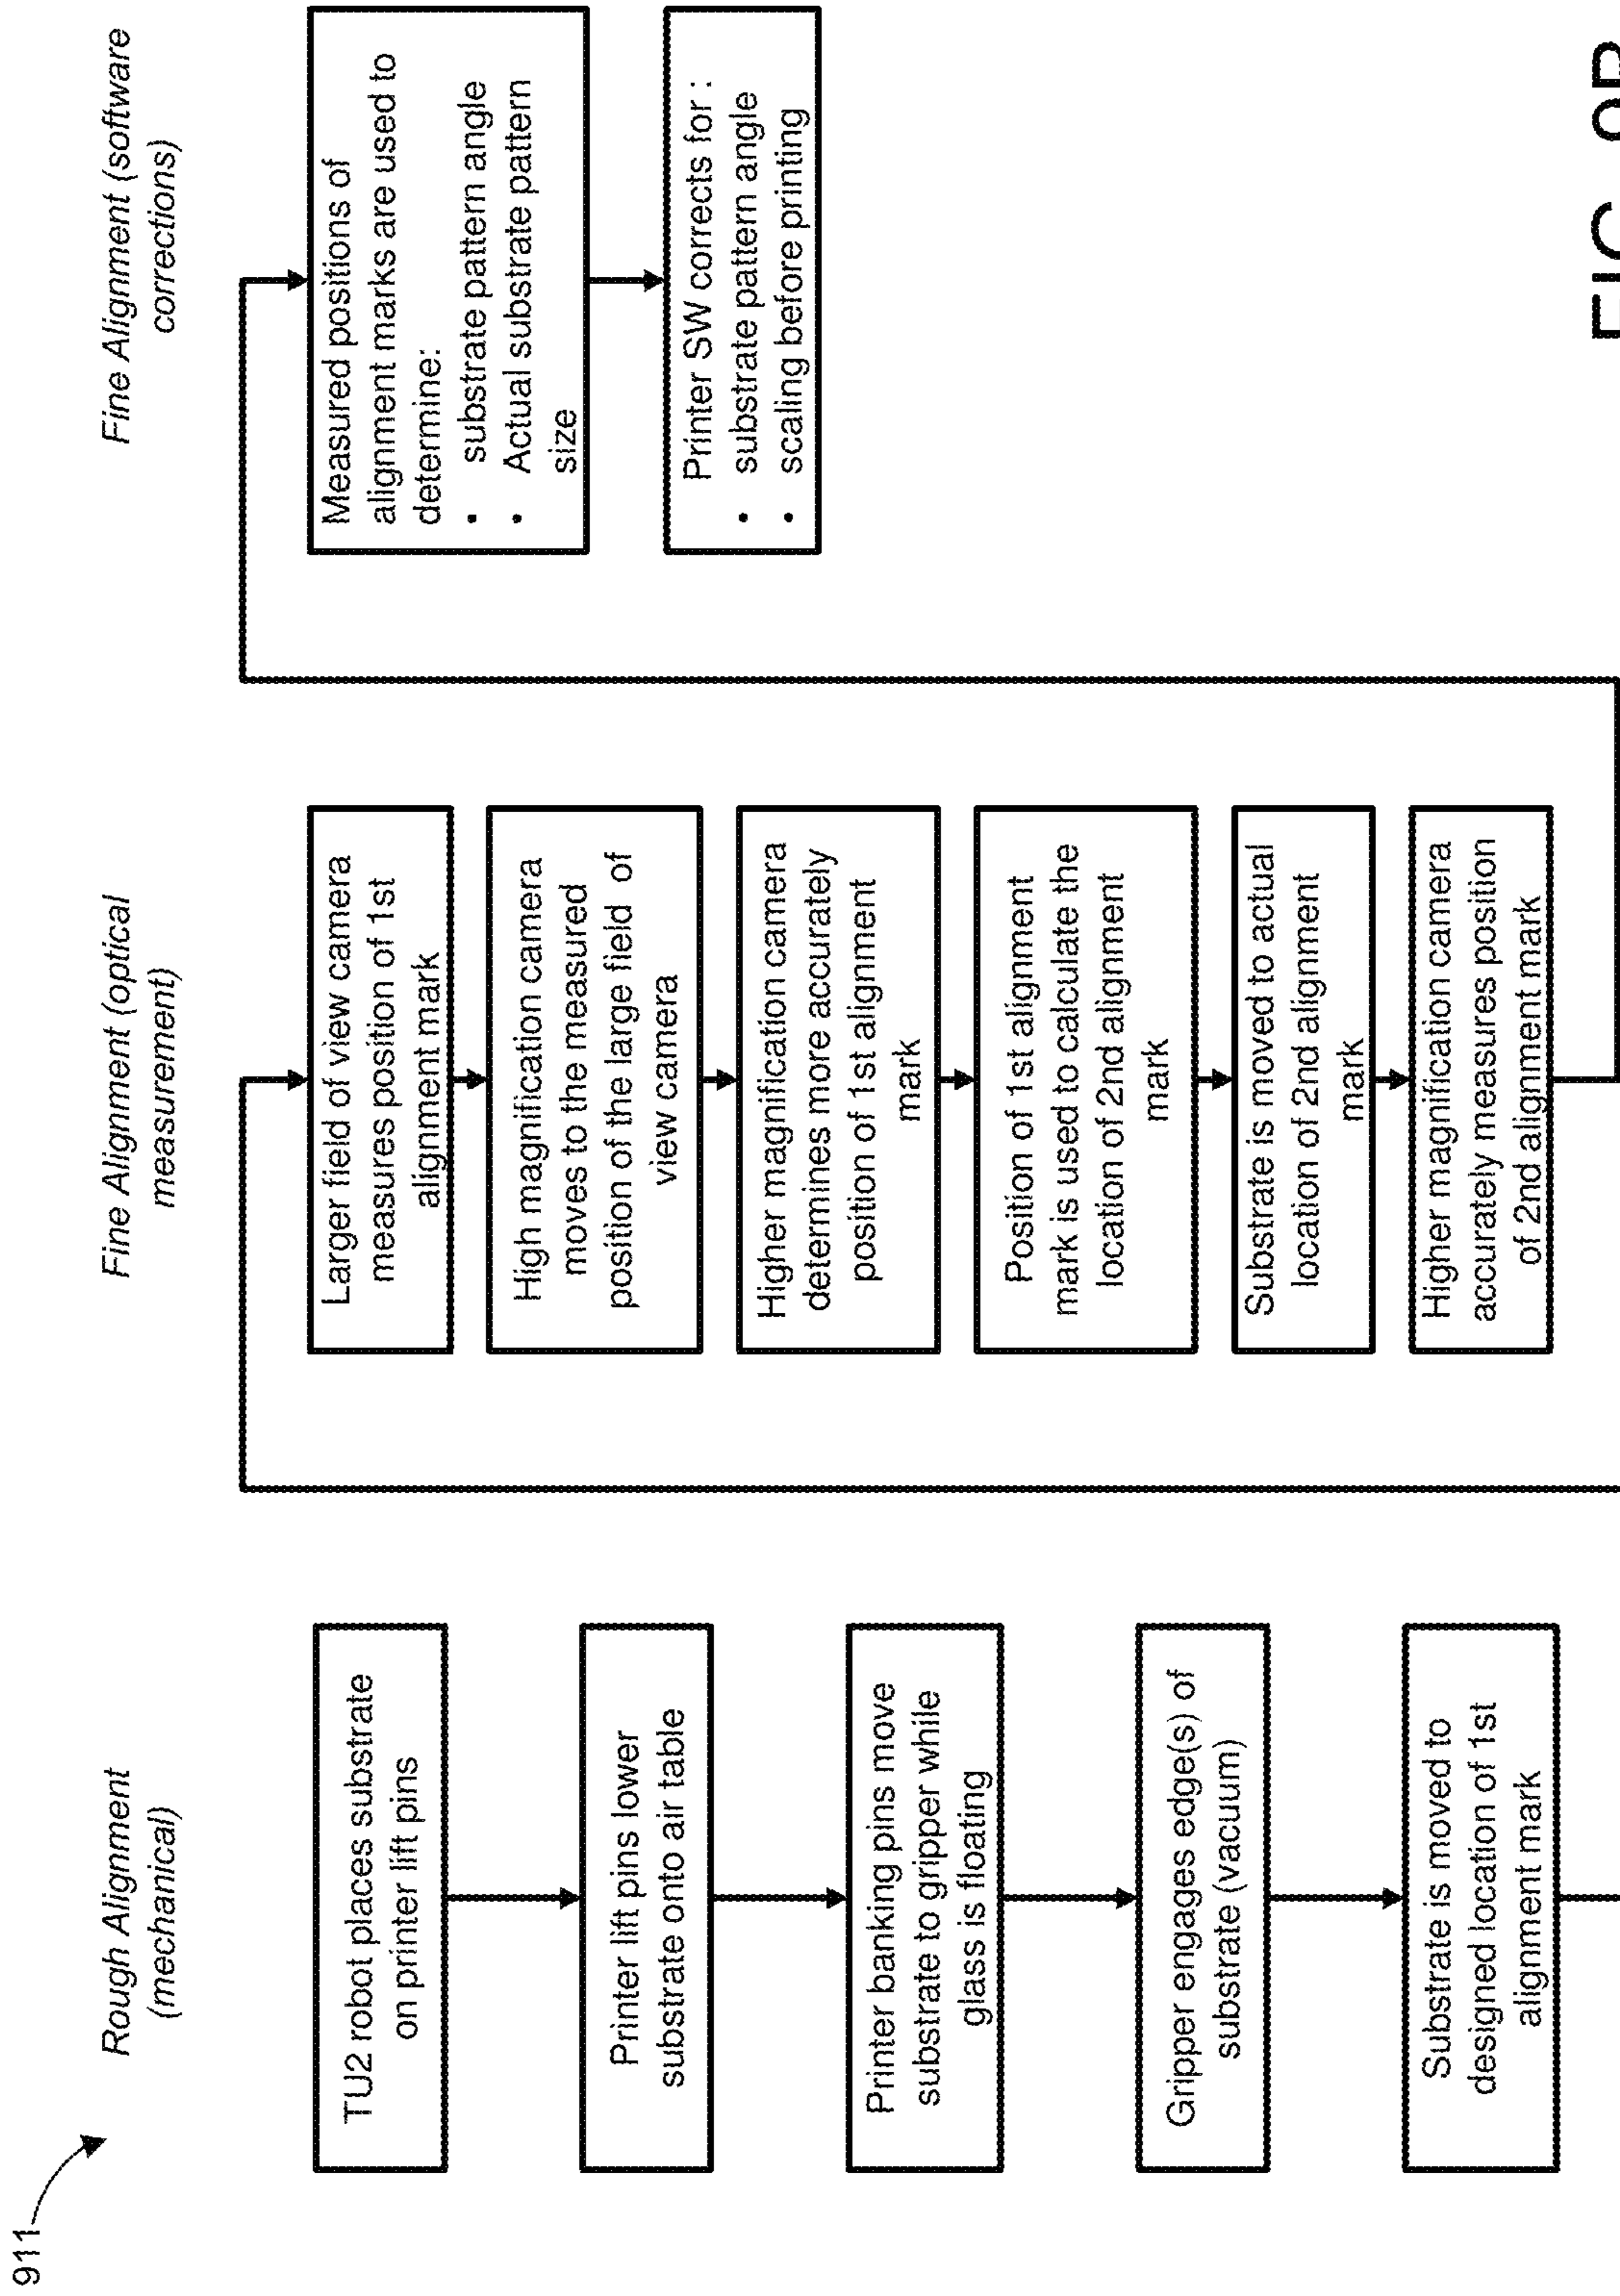 911
Rough Alignment
(mechanical)
TU2 robot places substrate
on printer lift pins
Printer lift pins lower
substrate onto air table
Printer banking pins move
substrate to gripper while
glass is floating
Gripper engages edge(s) of
substrate (vacuum)
Substrate is moved to
designed location of 1st
alignment mark
Fine Alignment (optical
measurement)
Larger field of view camera
measures position of 1st
alignment mark
High magnification camera
moves to the measured
position of the large field of
view camera
Higher magnification camera
determines more accurately
position of 1st alignment
mark
Position of 1st alignment
mark is used to calculate the
location of 2nd alignment
mark
Substrate is moved to actual
location of 2nd alignment
mark
Higher magnification camera
accurately measures position
of 2nd alignment mark
Fine Alignment (software
corrections)
Measured positions of
alignment marks are used to
determine:
• substrate pattern angle
• Actual substrate pattern
size
Printer SW corrects for :
• substrate pattern angle
• scaling before printing
FIG.